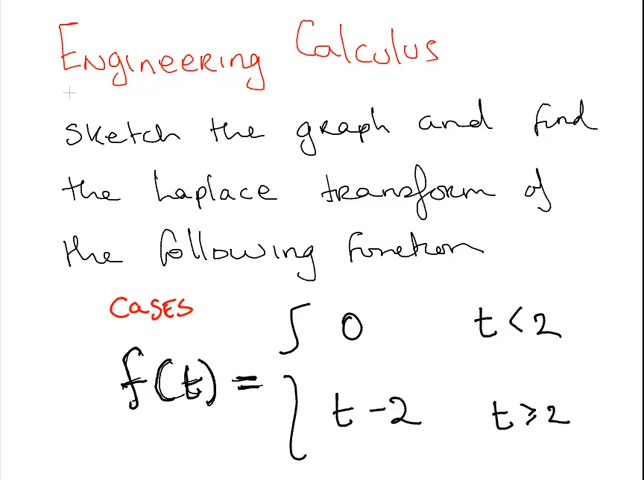 Engineering Calculus
sketch the graph and find
the Laplace transform of
the following function
CASES
f(t) = { 0 t < 2
t - 2 t ⩾ 2